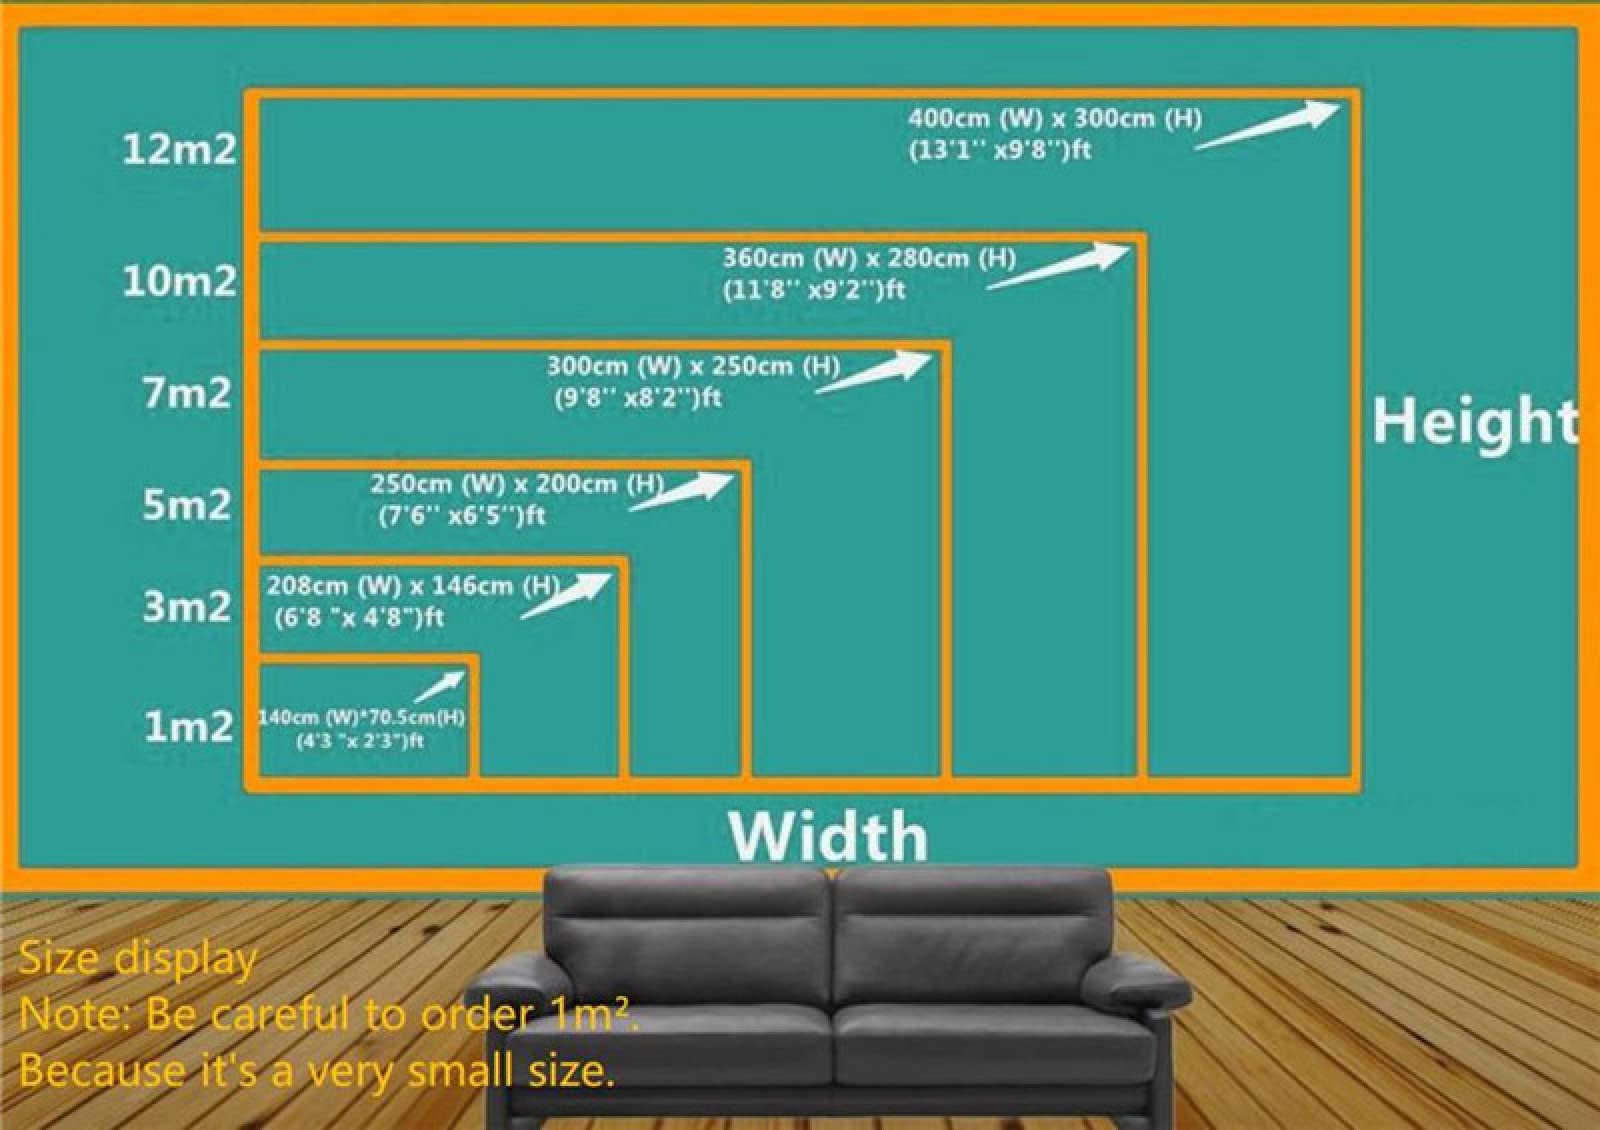 12m2
400cm (W) x 300cm (H)
(13'1'' x9'8'')ft
10m2
360cm (W) x 280cm (H)
(11'8'' x9'2'')ft
7m2
300cm (W) x 250cm (H)
(9'8'' x8'2'')ft
Height
5m2
250cm (W) x 200cm (H)
(7'6'' x6'5'')ft
3m2
208cm (W) x 146cm (H)
(6'8 "x 4'8")ft
1m2
140cm (W)*70.5cm(H)
(4'3 "x 2'3")ft
Width
Size display
Note: Be careful to order 1m².
Because it's a very small size.